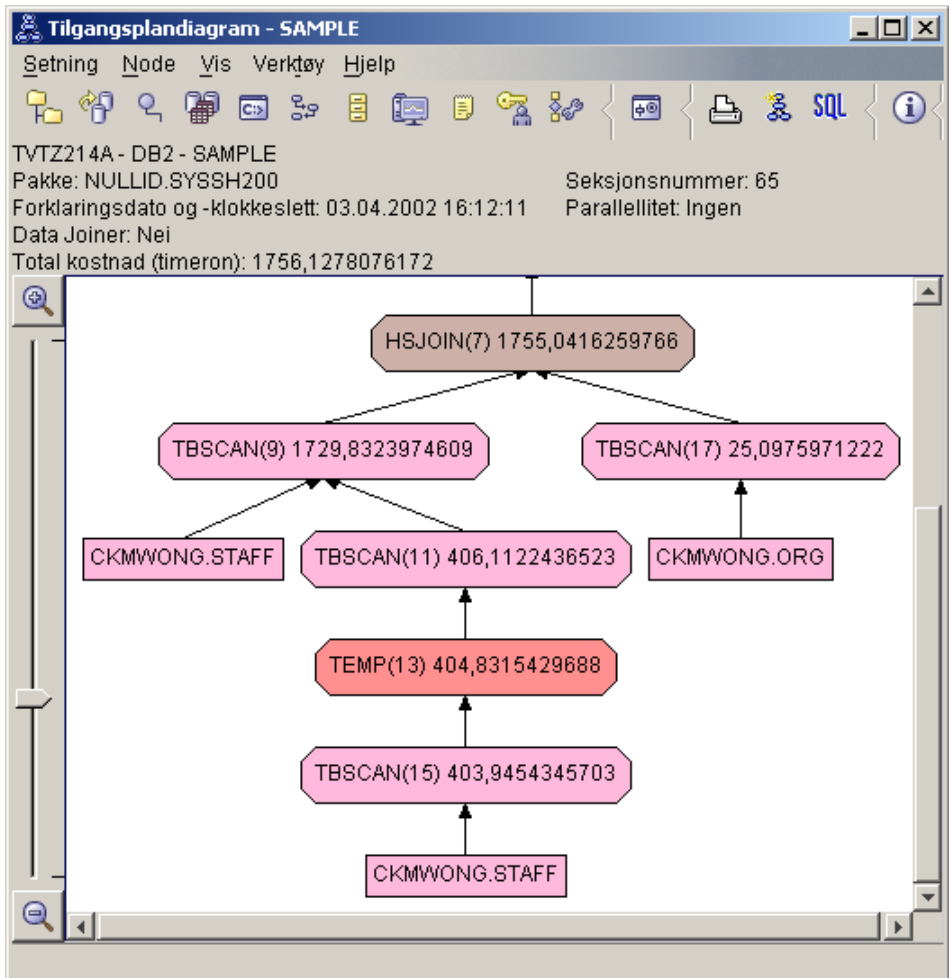 Tilgangsplandiagram - SAMPLE
Setning Node Vis Verktøy Hjelp
C:> SQL i
TVTZ214A - DB2 - SAMPLE
Pakke: NULLID.SYSSH200 Seksjonsnummer: 65
Forklaringsdato og -klokkeslett: 03.04.2002 16:12:11 Parallellitet: Ingen
Data Joiner: Nei
Total kostnad (timeron): 1756,1278076172
HSJOIN(7) 1755,0416259766
TBSCAN(9) 1729,8323974609 TBSCAN(17) 25,0975971222
CKMWONG.STAFF TBSCAN(11) 406,1122436523 CKMWONG.ORG
TEMP(13) 404,8315429688
TBSCAN(15) 403,9454345703
CKMWONG.STAFF